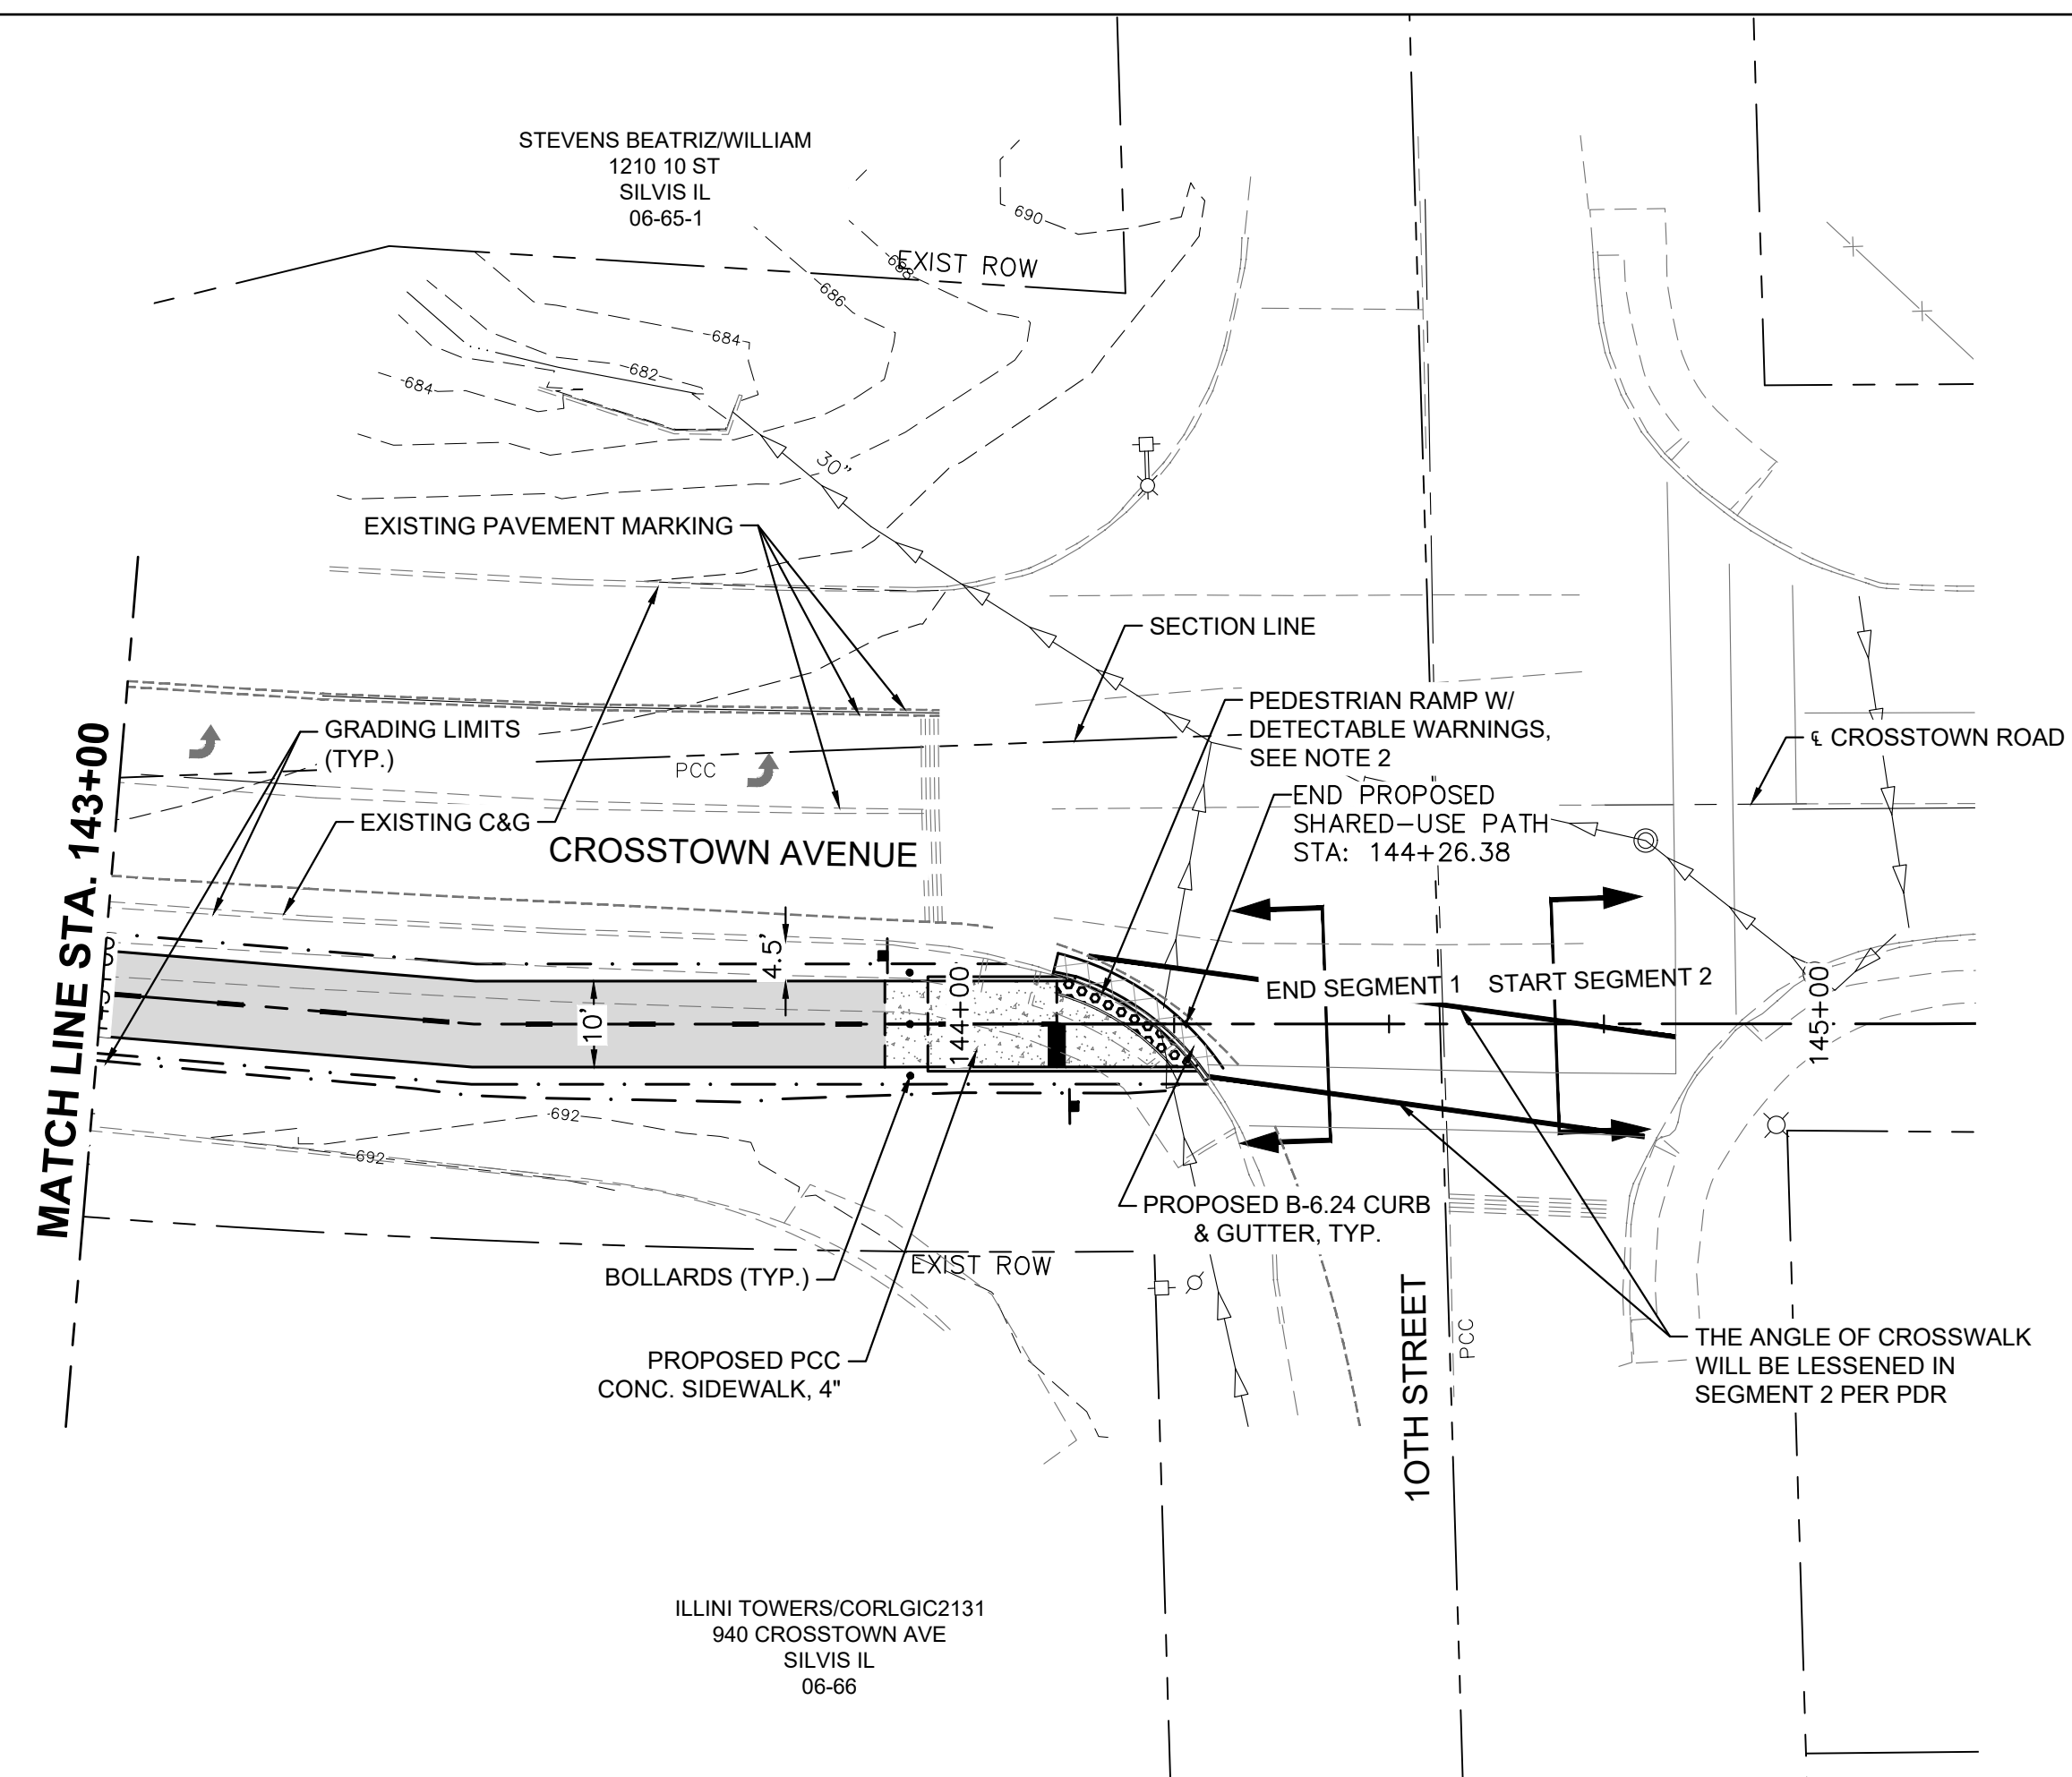 STEVENS BEATRIZ/WILLIAM
1210 10 ST
SILVIS IL
06-65-1
690
EXIST ROW
688
686
684
682
684
30"
EXISTING PAVEMENT MARKING
SECTION LINE
PEDESTRIAN RAMP W/
DETECTABLE WARNINGS,
SEE NOTE 2
GRADING LIMITS
(TYP.)
PCC
℄ CROSSTOWN ROAD
END PROPOSED
SHARED-USE PATH
STA: 144+26.38
EXISTING C&G
CROSSTOWN AVENUE
MATCH LINE STA. 143+00
4.5'
10'
144+00
END SEGMENT 1
START SEGMENT 2
145+00
692
692
PROPOSED B-6.24 CURB
& GUTTER, TYP.
EXIST ROW
BOLLARDS (TYP.)
PROPOSED PCC
CONC. SIDEWALK, 4"
1OTH STREET
PCC
THE ANGLE OF CROSSWALK
WILL BE LESSENED IN
SEGMENT 2 PER PDR
ILLINI TOWERS/CORLGIC2131
940 CROSSTOWN AVE
SILVIS IL
06-66